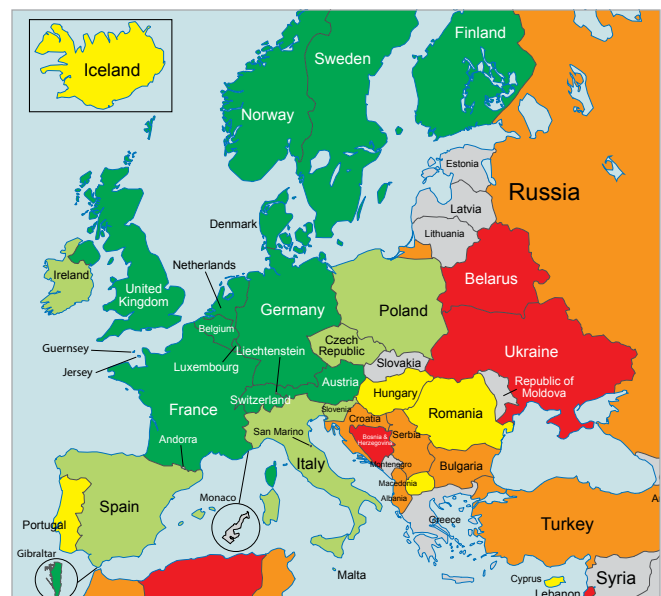 Iceland
Finland
Sweden
Norway
Estonia
Russia
Latvia
Denmark
Lithuania
Netherlands
Ireland
Belarus
United
Kingdom
Germany
Poland
Belgium
Guernsey
Liechtenstein
Czech
Republic
Ukraine
Jersey
Luxembourg
Slovakia
Austria
Republic of
Moldova
Switzerland
Hungary
France
Romania
Slovenia
Croatia
Andorra
San Marino
Bosnia &
Herzegovina
Serbia
Italy
Montenegro
Bulgaria
Macedonia
Spain
Monaco
Albania
Portugal
Greece
Turkey
Gibraltar
Malta
Cyprus
Syria
Lebanon